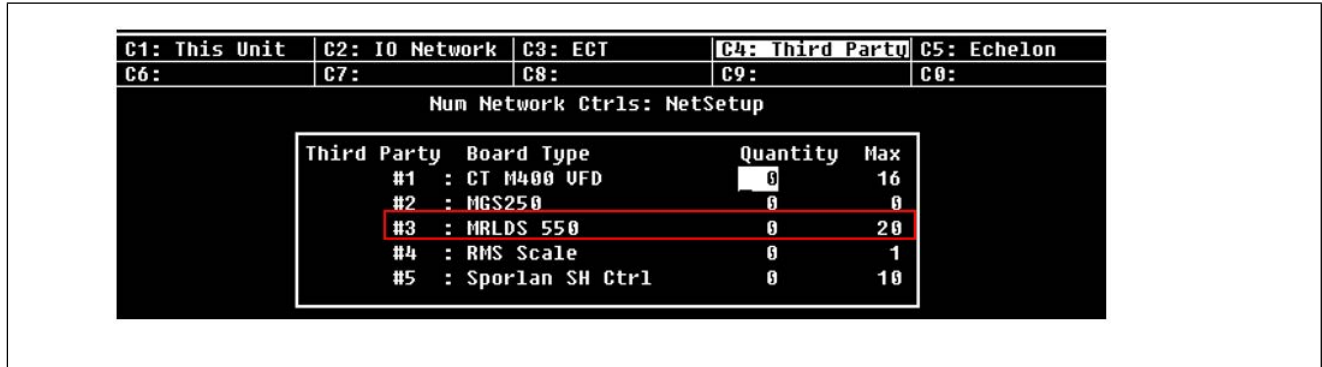 C1: This Unit C2: IO Network C3: ECT C4: Third Party C5: Echelon
C6: C7: C8: C9: C0:
Num Network Ctrls: NetSetup
Third Party Board Type Quantity Max
#1 : CT M400 VFD 0 16
#2 : MGS250 0 0
#3 : MRLDS 550 0 20
#4 : RMS Scale 0 1
#5 : Sporlan SH Ctrl 0 10